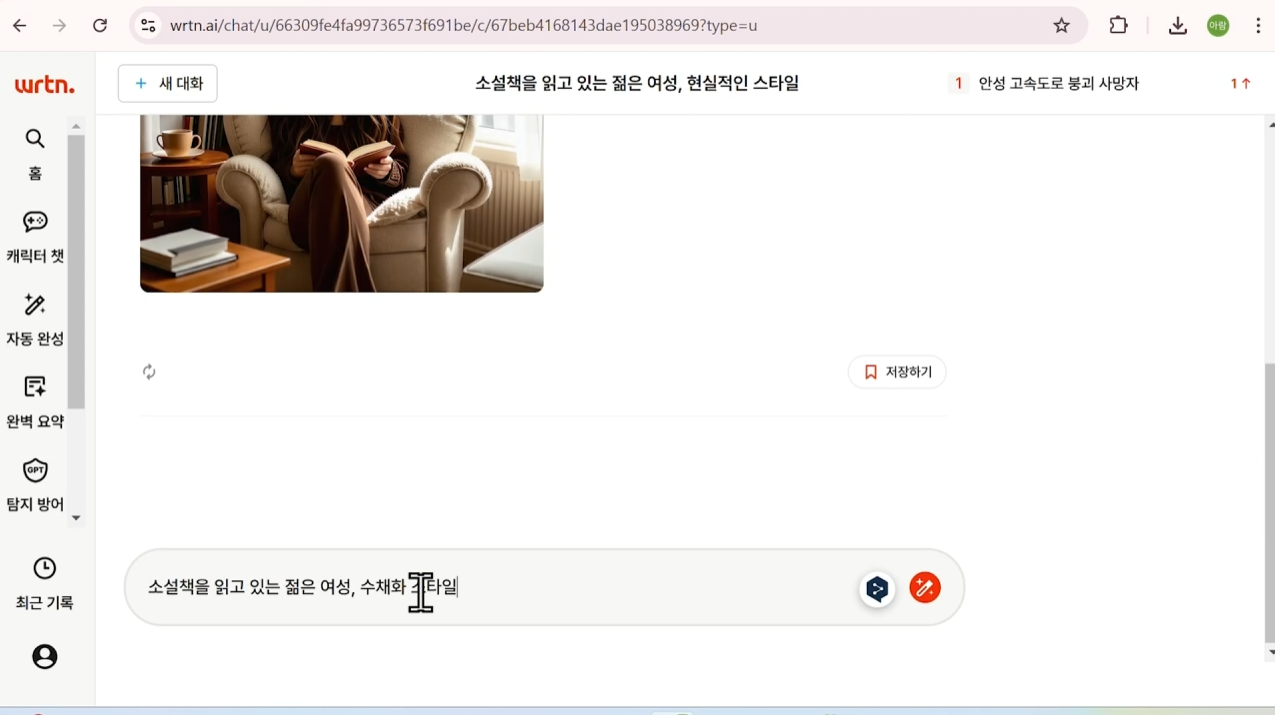 wrtn.ai/chat/u/66309fe4fa99736573f691be/c/67beb4168143dae195038969?type=u
아람
wrtn.
+ 새 대화
소설책을 읽고 있는 젊은 여성, 현실적인 스타일
1 안성 고속도로 붕괴 사망자
1↑
홈
캐릭터 챗
자동 완성
완벽 요약
GPT
탐지 방어
최근 기록
저장하기
소설책을 읽고 있는 젊은 여성, 수채화 스타일